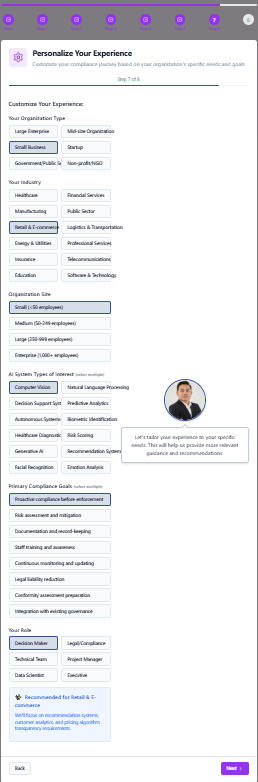 7
8
Personalize Your Experience
Customize your compliance journey based on your organization's specific needs and goals.
Step 7 of 8
Customize Your Experience:
Your Organization Type
Large Enterprise
Mid-size Organization
Small Business
Startup
Government/Public Se
Non-profit/NGO
Your Industry
Healthcare
Financial Services
Manufacturing
Public Sector
Retail & E-commerce
Logistics & Transportation
Energy & Utilities
Professional Services
Insurance
Telecommunications
Education
Software & Technology
Organization Size
Small (<50 employees)
Medium (50-249 employees)
Large (250-999 employees)
Enterprise (1,000+ employees)
AI System Types of Interest (select multiple)
Computer Vision
Natural Language Processing
Decision Support Syst
Predictive Analytics
Autonomous Systems
Biometric Identification
Healthcare Diagnostic
Risk Scoring
Generative AI
Recommendation Systems
Facial Recognition
Emotion Analysis
Let's tailor your experience to your specific
needs. This will help us provide more relevant
guidance and recommendations.
Primary Compliance Goals (select multiple)
Proactive compliance before enforcement
Risk assessment and mitigation
Documentation and record-keeping
Staff training and awareness
Continuous monitoring and updating
Legal liability reduction
Conformity assessment preparation
Integration with existing governance
Your Role
Decision Maker
Legal/Compliance
Technical Team
Project Manager
Data Scientist
Executive
Recommended for Retail & E-
commerce
We'll focus on recommendation systems,
customer analytics, and pricing algorithm
transparency requirements.
Back
Next